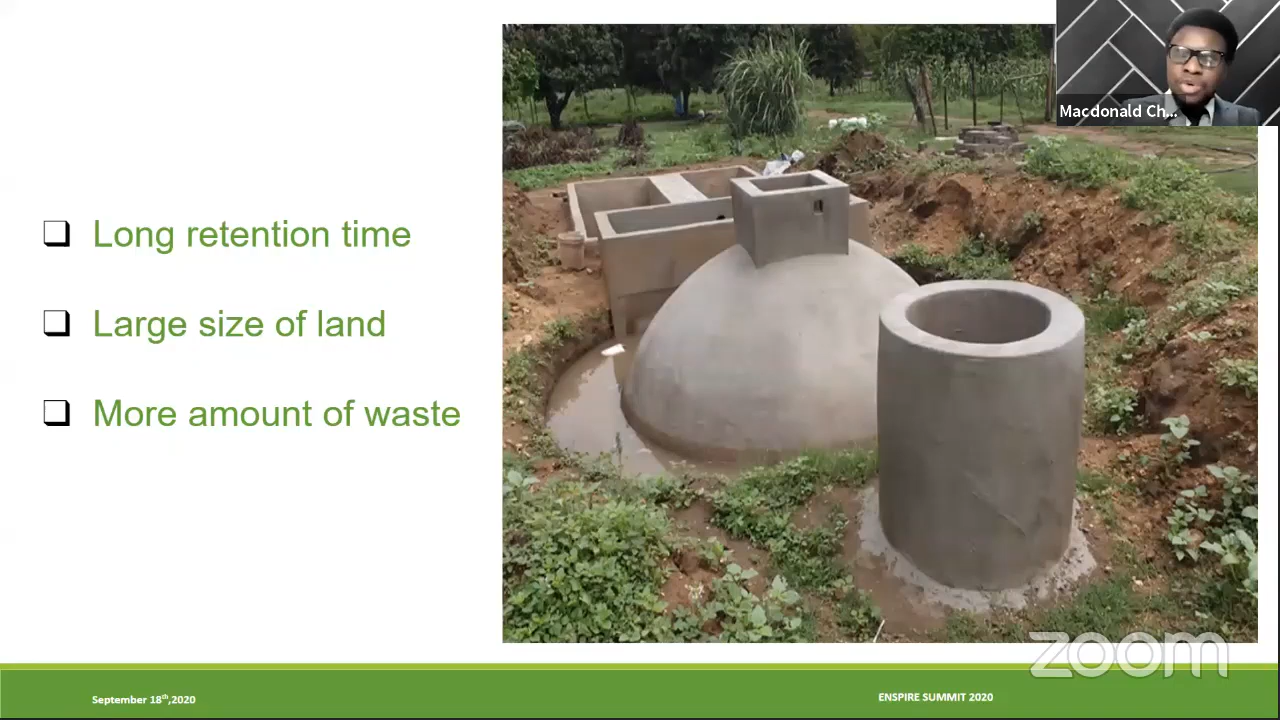 Macdonald Ch...
❑ Long retention time
❑ Large size of land
❑ More amount of waste
zoom
September 18th,2020
ENSPIRE SUMMIT 2020